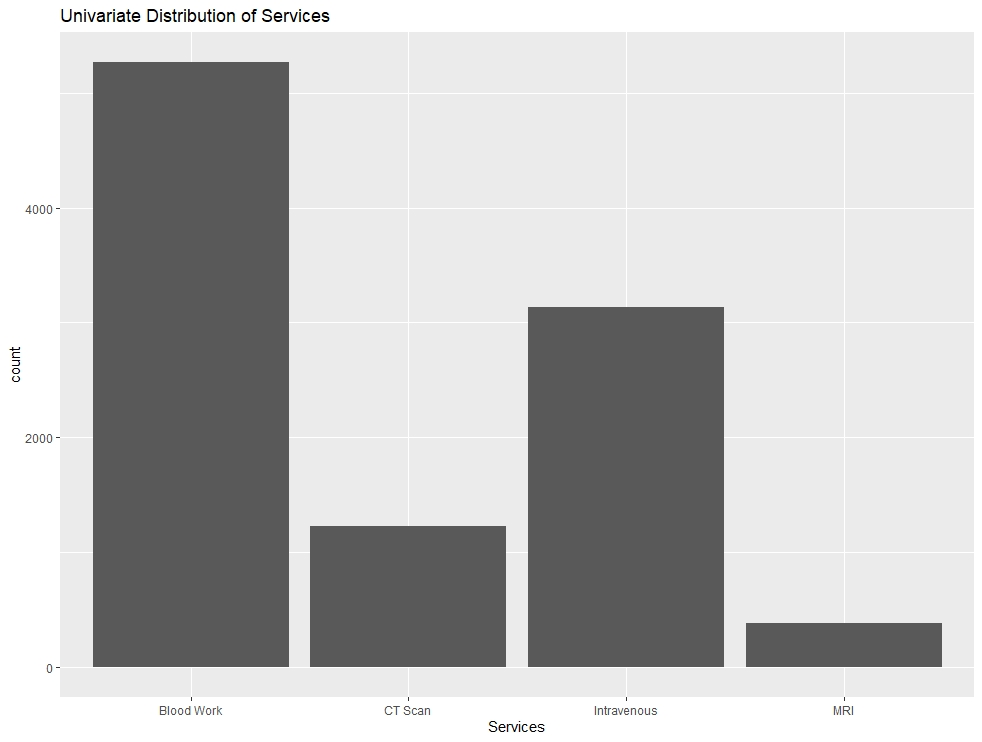 Univariate Distribution of Services
count
4000
2000
0
Blood Work CT Scan Intravenous MRI
Services